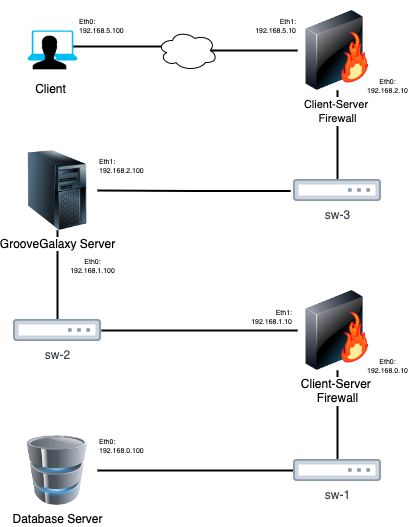 Eth0:
192.168.5.100
Eth1:
192.168.5.10
Client
Eth0:
192.168.2.10
Client-Server
Firewall
Eth1:
192.168.2.100
sw-3
GrooveGalaxy Server
Eth0:
192.168.1.100
Eth1:
192.168.1.10
sw-2
Eth0:
192.168.0.10
Client-Server
Firewall
Eth0:
192.168.0.100
sw-1
Database Server